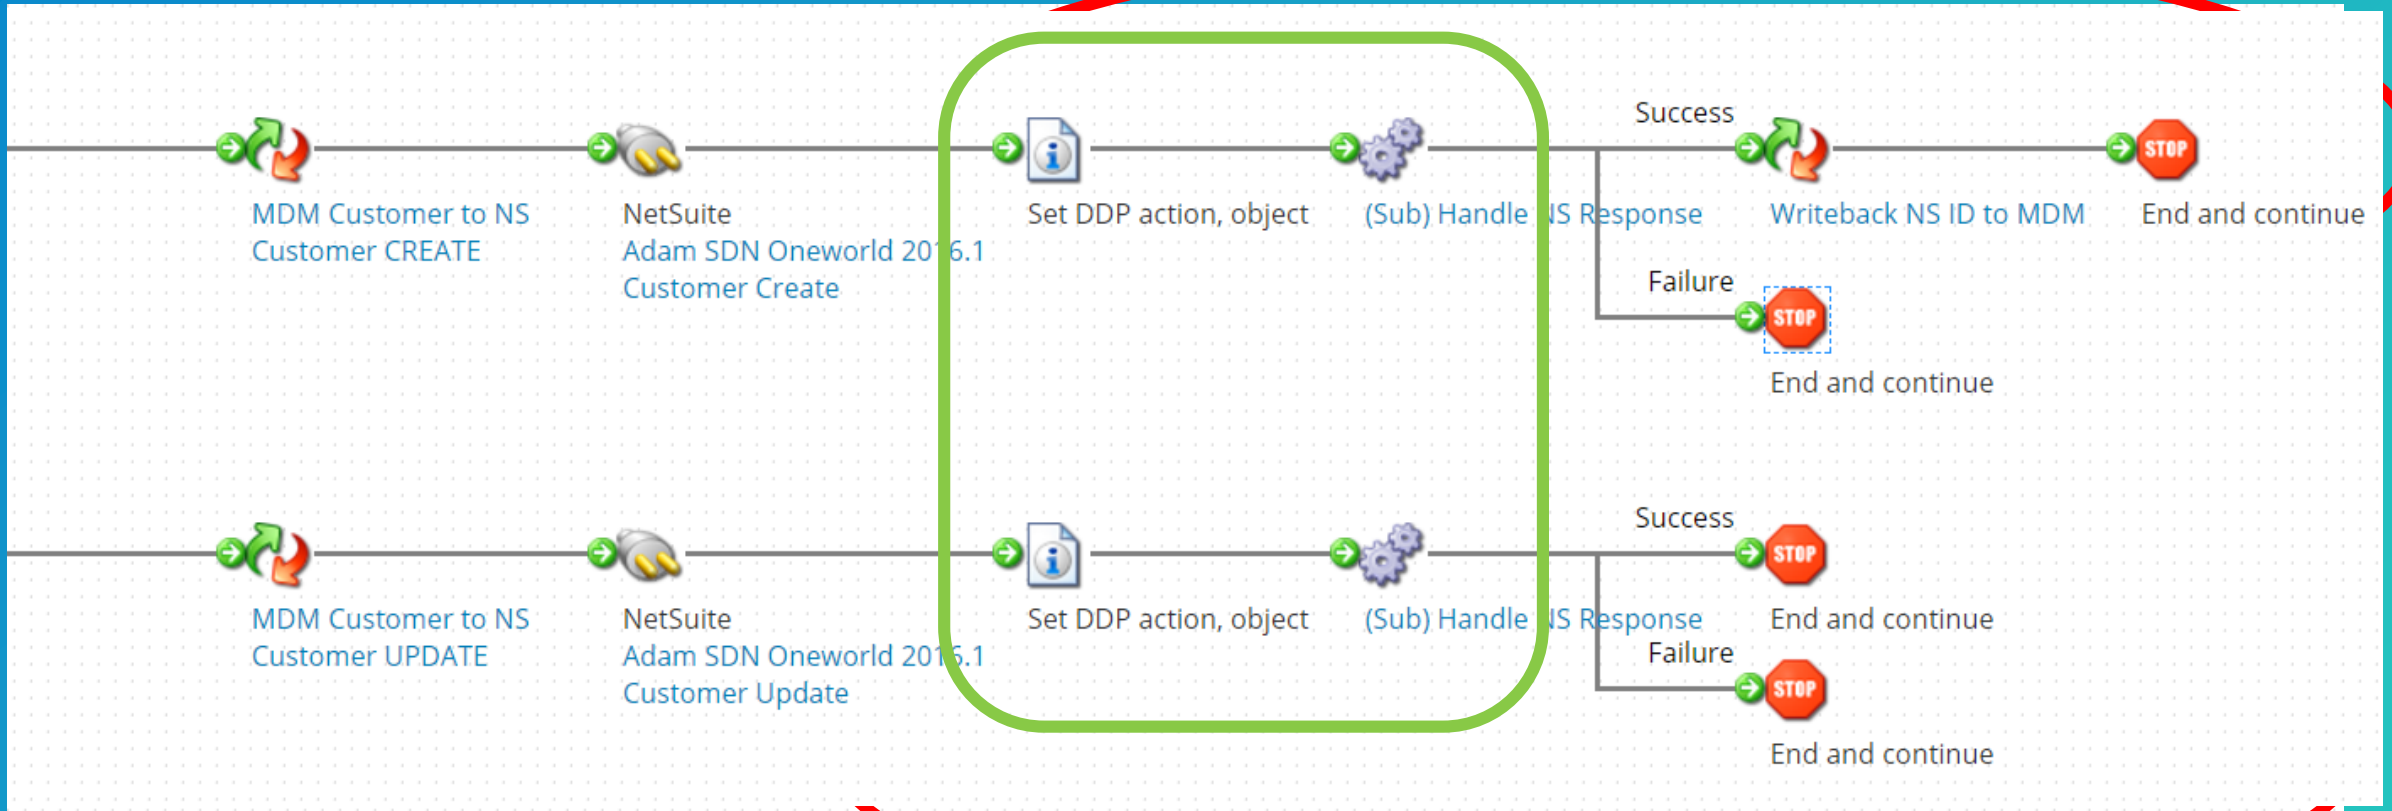 Success
STOP
MDM Customer to NS
Customer CREATE
NetSuite
Adam SDN Oneworld 2016.1
Customer Create
Set DDP action, object
(Sub) Handle NS Response
Writeback NS ID to MDM
End and continue
Failure
STOP
End and continue
Success
STOP
MDM Customer to NS
Customer UPDATE
NetSuite
Adam SDN Oneworld 2016.1
Customer Update
Set DDP action, object
(Sub) Handle NS Response
End and continue
Failure
STOP
End and continue